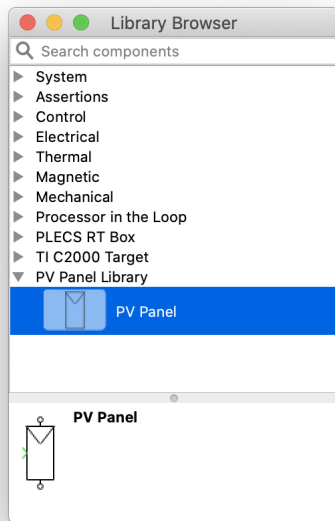 Library Browser
Search components
System
Assertions
Control
Electrical
Thermal
Magnetic
Mechanical
Processor in the Loop
PLECS RT Box
TI C2000 Target
PV Panel Library
PV Panel
PV Panel